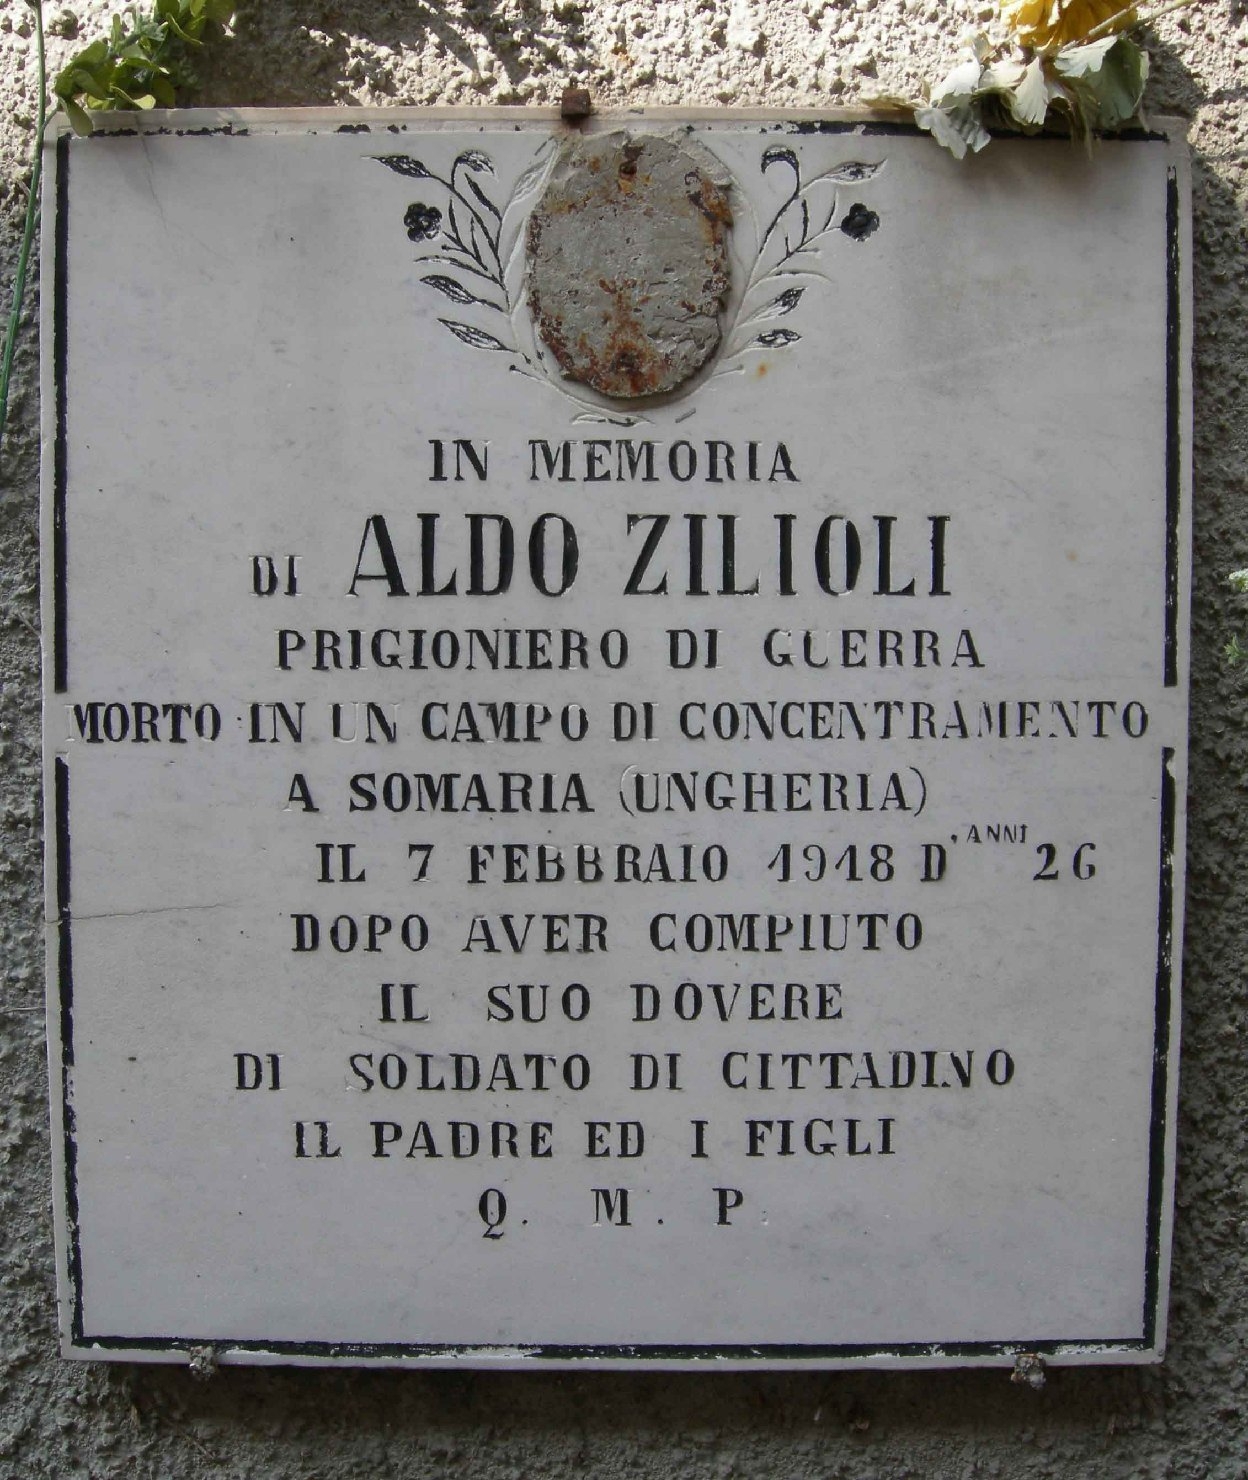 IN MEMORIA
DI ALDO ZILIOLI
PRIGIONIERO DI GUERRA
MORTO IN UN CAMPO DI CONCENTRAMENTO
A SOMARIA (UNGHERIA)
IL 7 FEBBRAIO 1918 D'ANNI 26
DOPO AVER COMPIUTO
IL SUO DOVERE
DI SOLDATO DI CITTADINO
IL PADRE ED I FIGLI
Q. M. P.